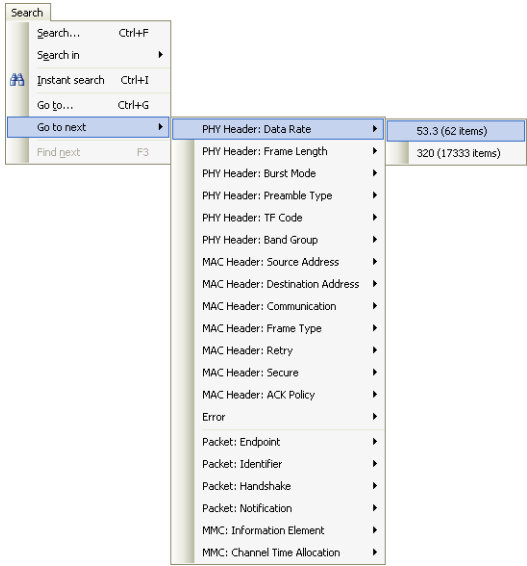 Search
Search... Ctrl+F
Search in
Instant search Ctrl+I
Go to... Ctrl+G
Go to next
Find next F3
PHY Header: Data Rate
PHY Header: Frame Length
PHY Header: Burst Mode
PHY Header: Preamble Type
PHY Header: TF Code
PHY Header: Band Group
MAC Header: Source Address
MAC Header: Destination Address
MAC Header: Communication
MAC Header: Frame Type
MAC Header: Retry
MAC Header: Secure
MAC Header: ACK Policy
Error
Packet: Endpoint
Packet: Identifier
Packet: Handshake
Packet: Notification
MMC: Information Element
MMC: Channel Time Allocation
53.3 (62 items)
320 (17333 items)